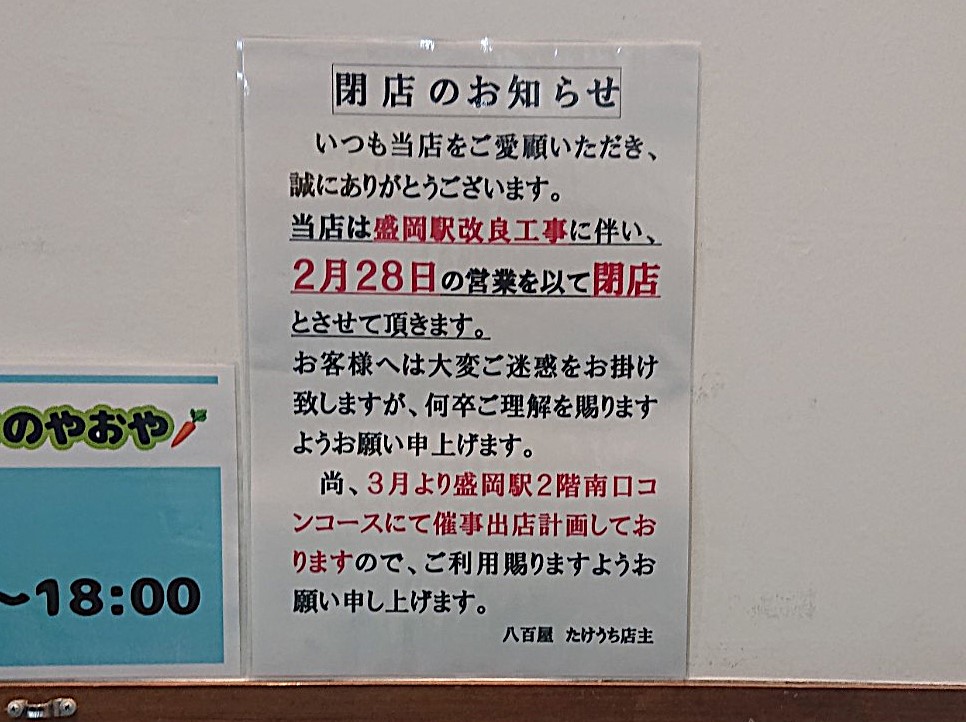 閉店のお知らせ
いつも当店をご愛顧いただき、
誠にありがとうございます。
当店は盛岡駅改良工事に伴い、
2月28日の営業を以て閉店
とさせて頂きます。
お客様へは大変ご迷惑をお掛け
致しますが、何卒ご理解を賜ります
ようお願い申上げます。
尚、3月より盛岡駅2階南口コ
ンコースにて催事出店計画してお
りますので、ご利用賜りますようお
願い申し上げます。
八百屋 たけうち店主
のやおや
～18:00